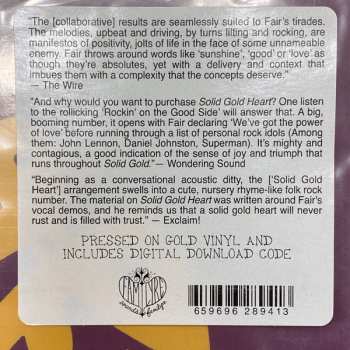 "The [collaborative] results are seamlessly suited to Fair's tirades.
The melodies, upbeat and driving, by turns lilting and rocking, are
manifestos of positivity, jolts of life in the face of some unnameable
enemy. Fair throws around words like 'sunshine', 'good' or 'love' as
though they're absolutes, yet with a delivery and context that
imbues them with a complexity that the concepts deserve."
— The Wire
"And why would you want to purchase Solid Gold Heart? One listen
to the rollicking 'Rockin' on the Good Side' will answer that. A big,
booming number, it opens with Fair declaring 'We've got the power
of love' before running through a list of personal rock idols (Among
them: John Lennon, Daniel Johnston, Superman). It's mighty and
contagious, a good indication of the sense of joy and triumph that
runs throughout Solid Gold."— Wondering Sound
"Beginning as a conversational acoustic ditty, the ['Solid Gold
Heart'] arrangement swells into a cute, nursery rhyme-like folk rock
number. The material on Solid Gold Heart was written around Fair's
vocal demos, and he reminds us that a solid gold heart will never
rust and is filled with trust." — Exclaim!
PRESSED ON GOLD VINYL AND
INCLUDES DIGITAL DOWNLOAD CODE
659696 289413